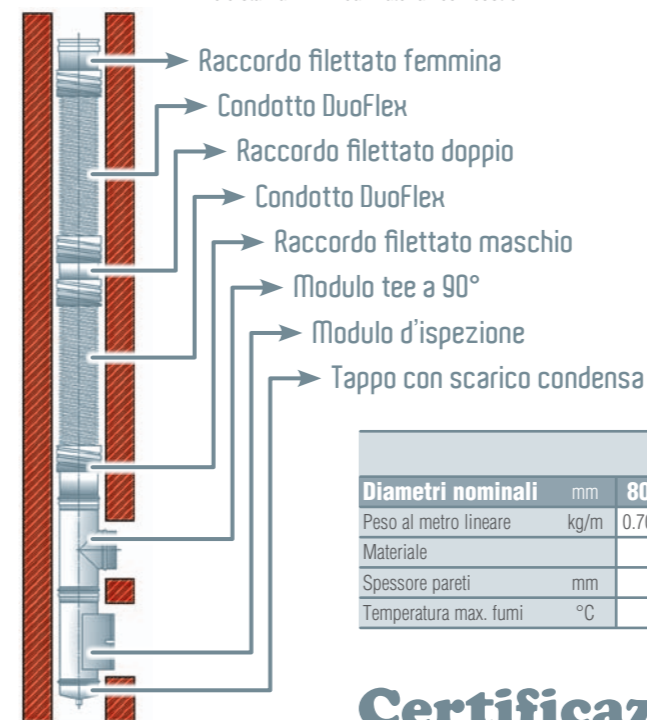 Raccordo filettato femmina
Condotto DuoFlex
Raccordo filettato doppio
Condotto DuoFlex
Raccordo filettato maschio
Modulo tee a 90°
Modulo d'ispezione
Tappo con scarico condensa
Diametri nominali mm 80
Peso al metro lineare kg/m
Materiale
Spessore pareti mm
Temperatura max. fumi °C